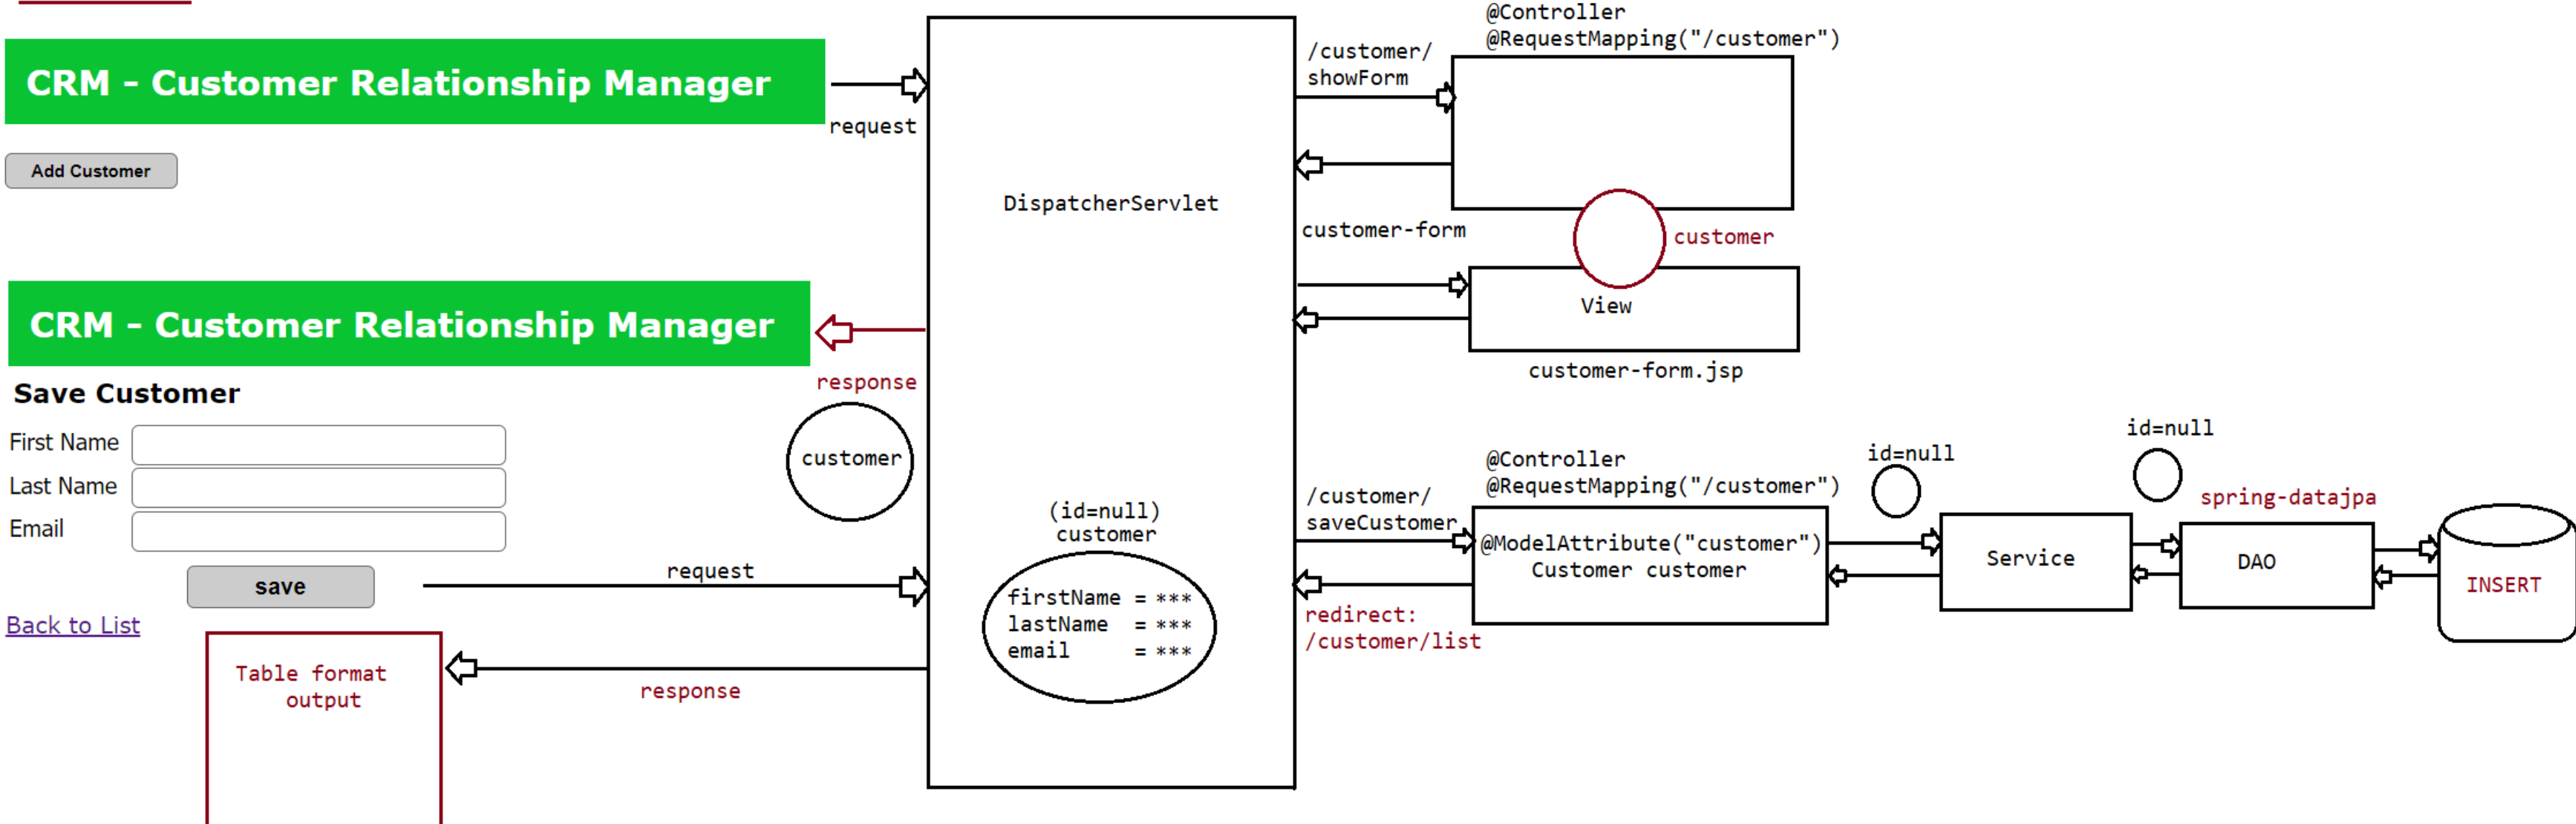 CRM - Customer Relationship Manager
request
Add Customer
CRM - Customer Relationship Manager
response
Save Customer
First Name
Last Name
Email
save
Back to List
customer
request
Table format
output
response
DispatcherServlet
(id=null)
customer
firstName = ***
lastName = ***
email = ***
/customer/
showForm
@Controller
@RequestMapping("/customer")
customer-form
customer
View
customer-form.jsp
/customer/
saveCustomer
@Controller
@RequestMapping("/customer")
@ModelAttribute("customer")
Customer customer
redirect:
/customer/list
id=null
Service
id=null
spring-datajpa
DAO
INSERT